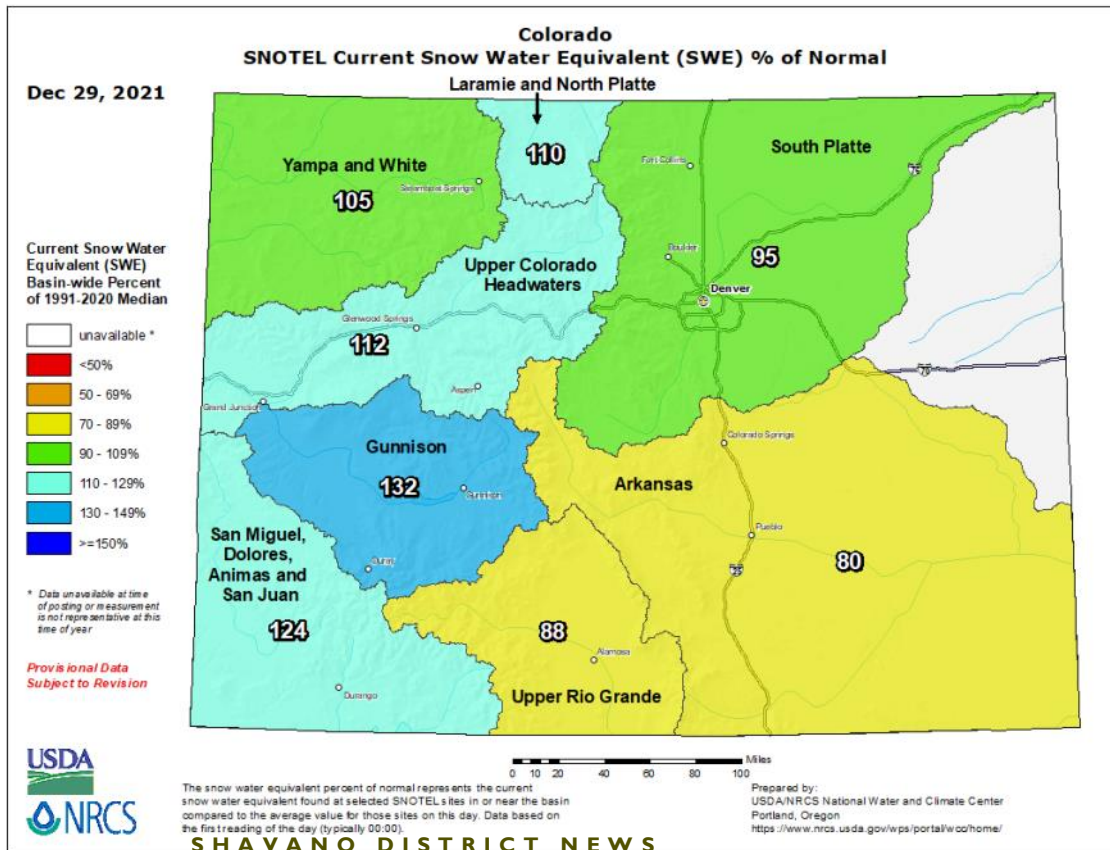 Colorado
SNOTEL Current Snow Water Equivalent (SWE) % of Normal
Dec 29, 2021
Laramie and North Platte
110
Yampa and White
105
Steamboat Springs
Fort Collins
South Platte
76
Boulder
95
Denver
Upper Colorado
Headwaters
Glenwood Springs
112
Aspen
Grand Junction
70
Current Snow Water
Equivalent (SWE)
Basin-wide Percent
of 1991-2020 Median
unavailable *
<50%
50 - 69%
70 - 89%
90 - 109%
110 - 129%
130 - 149%
>=150%
Gunnison
132
Gunnison
Colorado Springs
Arkansas
Pueblo
80
25
San Miguel,
Dolores,
Animas and
San Juan
124
Ouray
Durango
88
Alamosa
Upper Rio Grande
* Data unavailable at time
of posting or measurement
is not representative at this
time of year
Provisional Data
Subject to Revision
Miles
0 10 20 40 60 80 100
USDA
NRCS
The snow water equivalent percent of normal represents the current
snow water equivalent found at selected SNOTEL sites in or near the basin
compared to the average value for those sites on this day. Data based on
the first reading of the day (typically 00:00).
Prepared by:
USDA/NRCS National Water and Climate Center
Portland, Oregon
https://www.nrcs.usda.gov/wps/portal/wcc/home/
SHAVANO DISTRICT NEWS